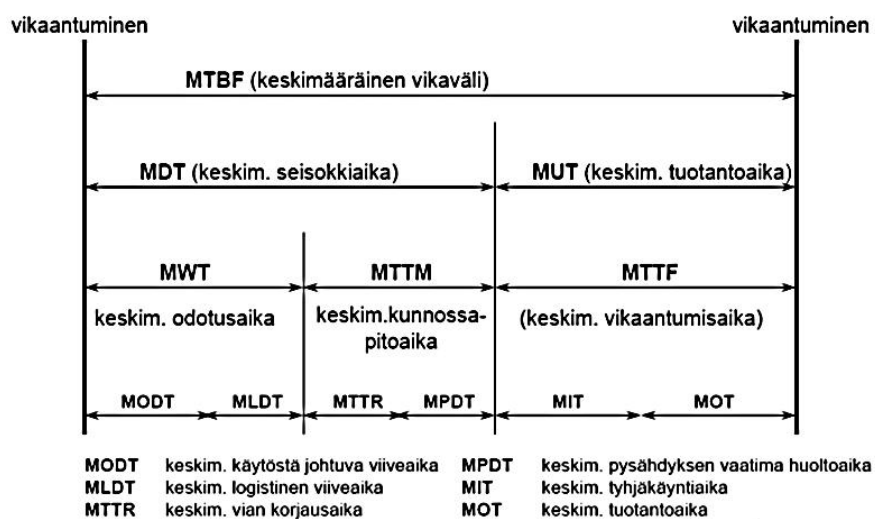 vikaantuminen vikaantuminen
MTBF (keskimääräinen vikaväli)
MDT (keskim. seisokkiaika) MUT (keskim. tuotantoaika)
MWT MTTM MTTF
keskim. odotusaika keskim.kunnossa- (keskim. vikaantumisaika)
pitoaika
MODT MLDT MTTR MPDT MIT MOT
MODT keskim. käytöstä johtuva viiveaika MPDT keskim. pysähdyksen vaatima huoltoaika
MLDT keskim. logistinen viiveaika MIT keskim. tyhjäkäyntiaika
MTTR keskim. vian korjausaika MOT keskim. tuotantoaika